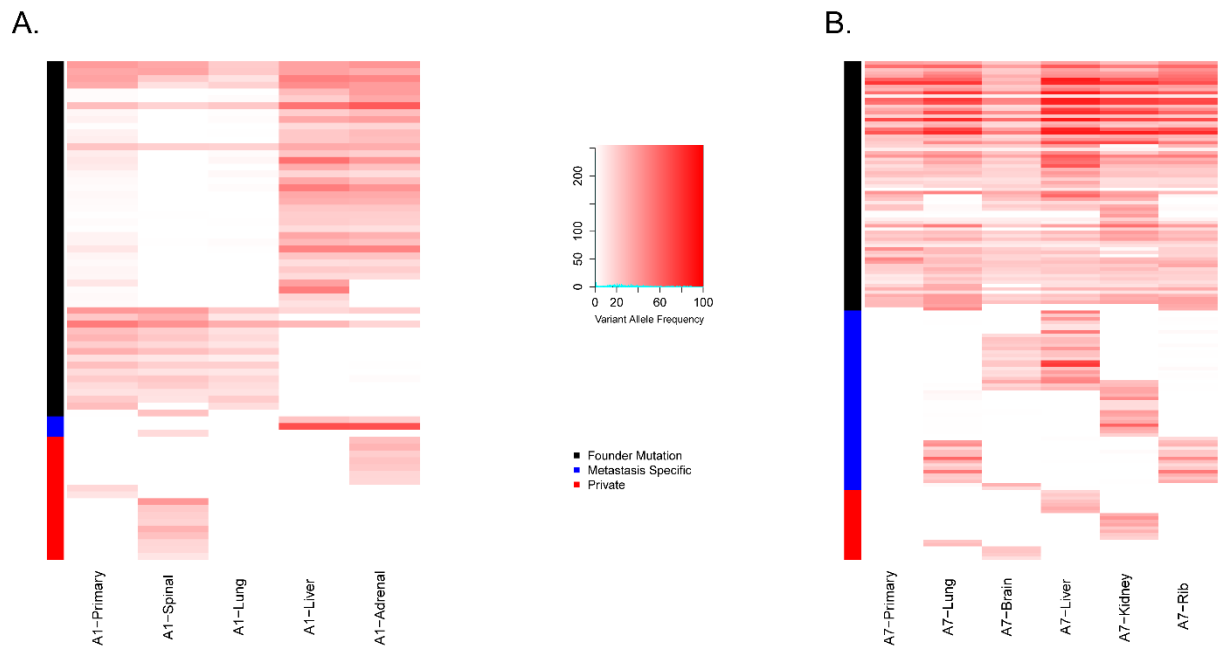 A.
B.
200
150
100
50
0
0 20 60 100
Variant Allele Frequency
Founder Mutation
Metastasis Specific
Private
A1−Primary
A1−Spinal
A1−Lung
A1−Liver
A1−Adrenal
A7−Primary
A7−Lung
A7−Brain
A7−Liver
A7−Kidney
A7−Rib